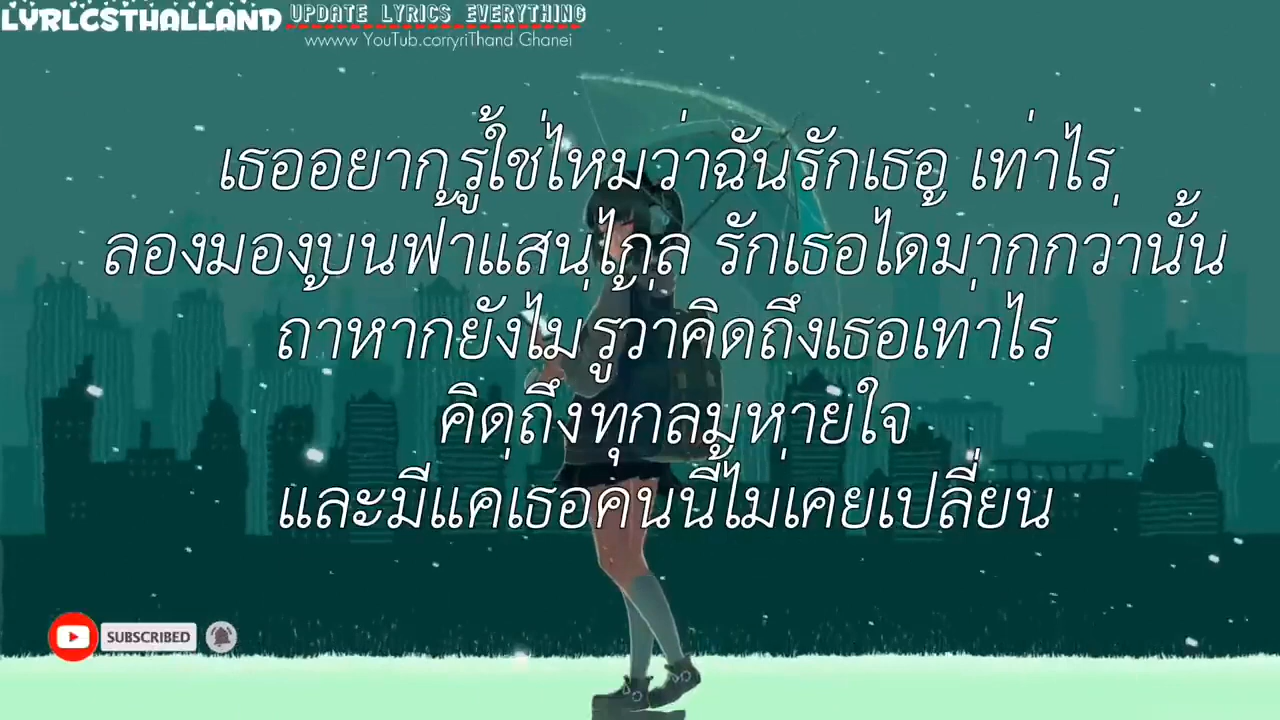 LYRLCSTHALLAND UPDATE LYRICS EVERYTHING
wwww YouTub.corryriThand Ghanei
เธออยากรู้ใช่ไหมว่าฉันรักเธอ เท่าไร
ลองมองบนฟ้าแสนไกล รักเธอได้มากกว่านั้น
ถ้าหากยังไม่รู้ว่าคิดถึงเธอเท่าไร
คิดถึงทุกลมหายใจ
และมีแค่เธอคนนี้ไม่เคยเปลี่ยน
SUBSCRIBED